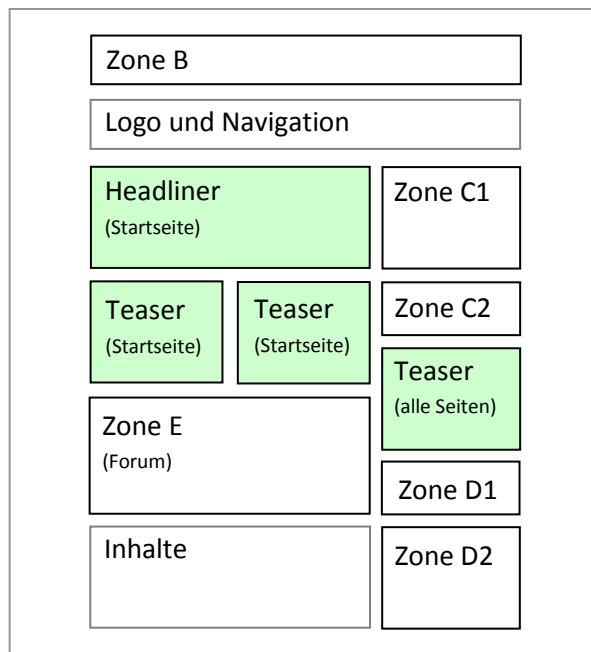 Zone B
Logo und Navigation
Headliner
(Startseite)
Zone C1
Teaser
(Startseite)
Teaser
(Startseite)
Zone C2
Teaser
(alle Seiten)
Zone E
(Forum)
Zone D1
Inhalte
Zone D2